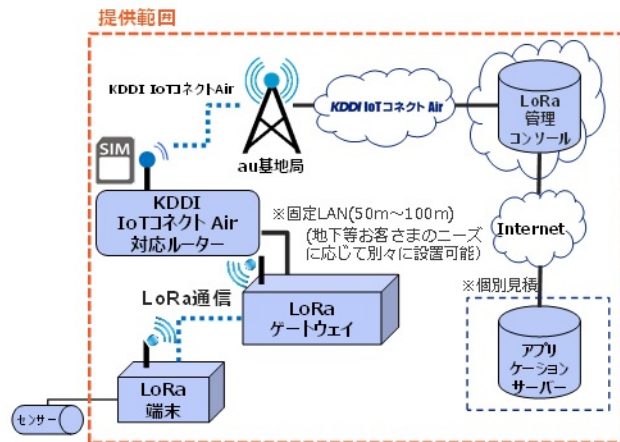 提供範囲
KDDI IoTコネクトAir
KDDI IoTコネクト Air
LoRa
管理
コンソール
SIM
au基地局
KDDI
IoTコネクト Air
対応ルーター
※固定LAN(50m～100m)
(地下等お客さまのニーズ
に応じて別々に設置可能)
Internet
※個別見積
LoRa通信
LoRa
ゲートウェイ
アプリ
ケーション
サーバー
LoRa
端末
センサー